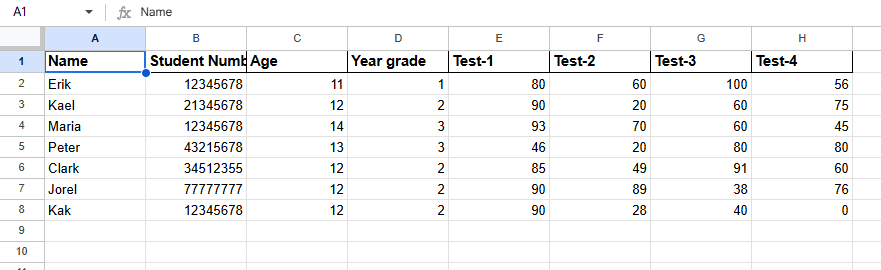 A1 fx Name
A B C D E F G H
1 Name Student Numb Age Year grade Test-1 Test-2 Test-3 Test-4
2 Erik 12345678 11 1 80 60 100 56
3 Kael 21345678 12 2 90 20 60 75
4 Maria 12345678 14 3 93 70 60 45
5 Peter 43215678 13 3 46 20 80 80
6 Clark 34512355 12 2 85 49 91 60
7 Jorel 77777777 12 2 90 89 38 76
8 Kak 12345678 12 2 90 28 40 0
9
10